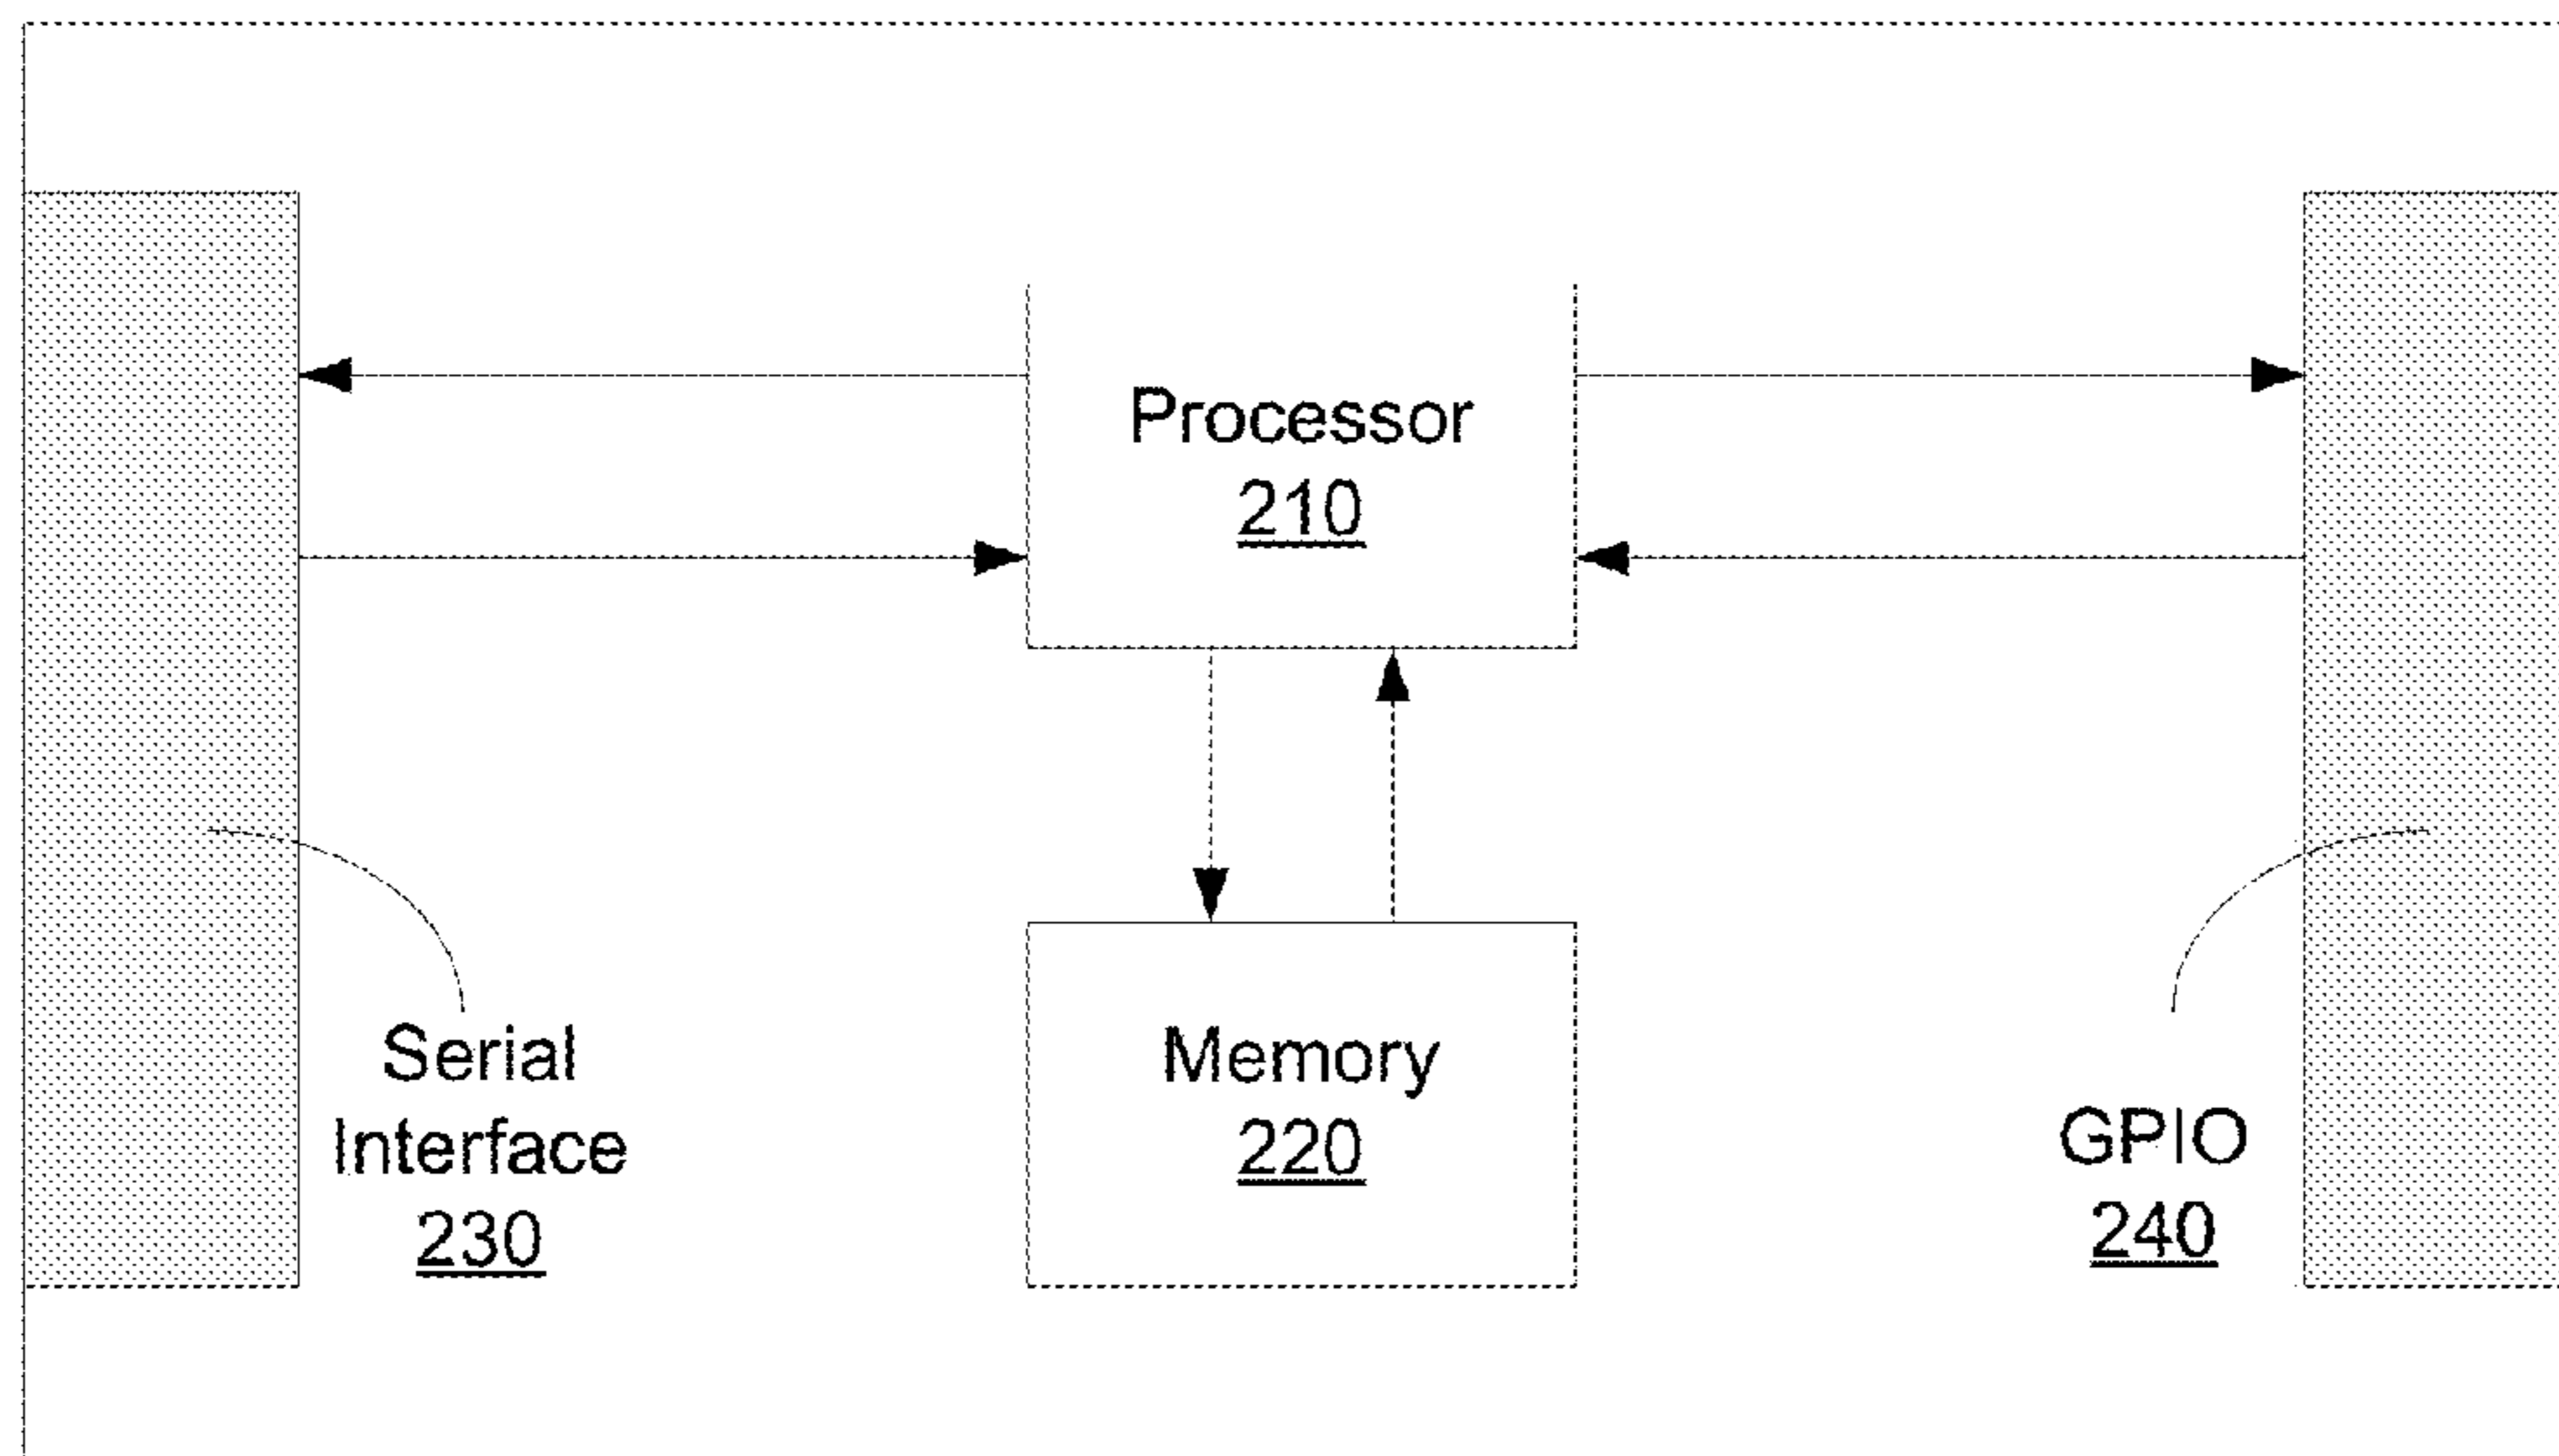 Processor
210
Serial
Interface
230
Memory
220
GPIO
240